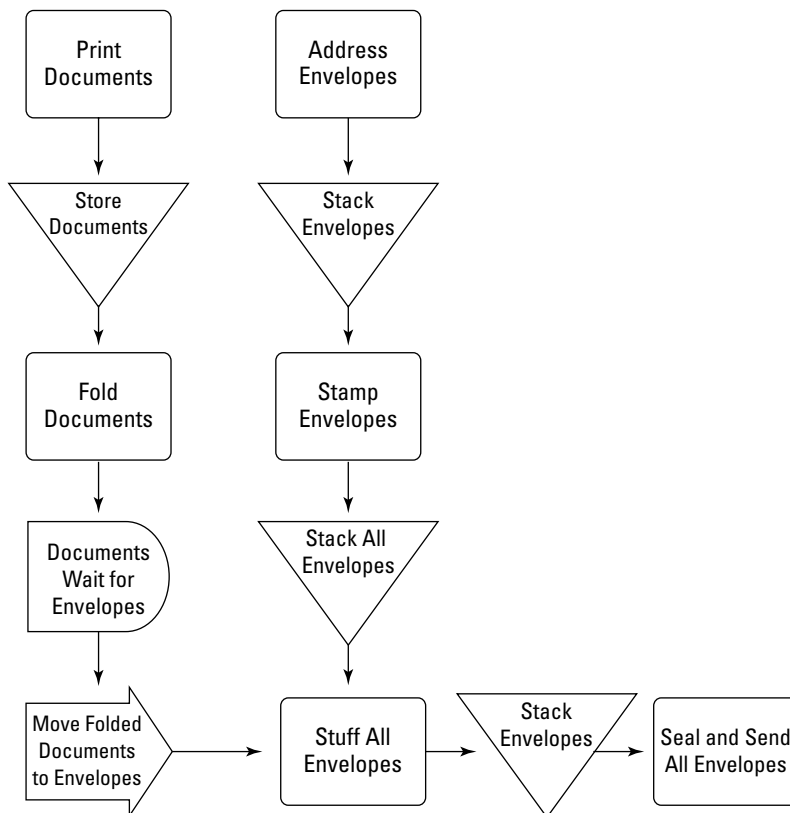 Print
Documents
Address
Envelopes
Store
Documents
Stack
Envelopes
Fold
Documents
Stamp
Envelopes
Documents
Wait for
Envelopes
Stack All
Envelopes
Move Folded
Documents
to Envelopes
Stuff All
Envelopes
Stack
Envelopes
Seal and Send
All Envelopes